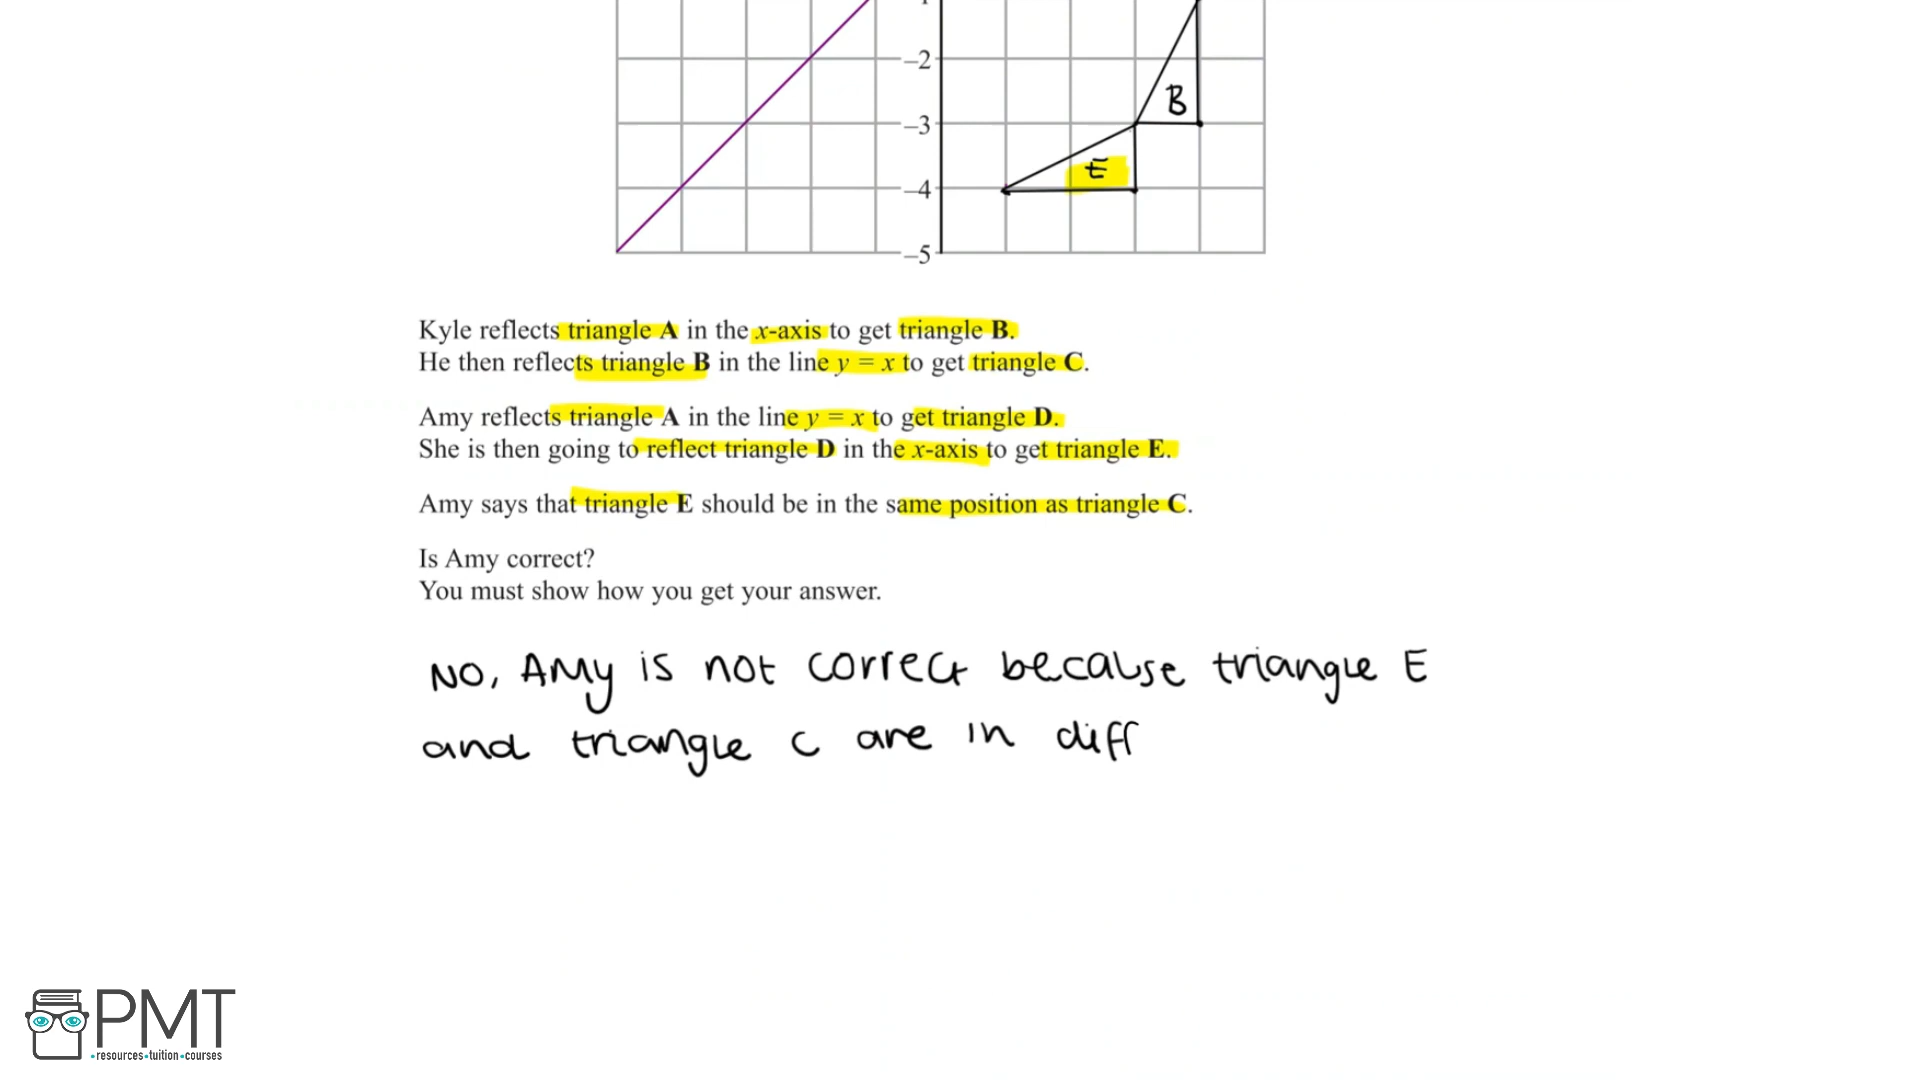 -2
B
-3
E
-4
-5
Kyle reflects triangle A in the x-axis to get triangle B.
He then reflects triangle B in the line y = x to get triangle C.
Amy reflects triangle A in the line y = x to get triangle D.
She is then going to reflect triangle D in the x-axis to get triangle E.
Amy says that triangle E should be in the same position as triangle C.
Is Amy correct?
You must show how you get your answer.
NO, AMy is not correct because triangle E
and triangle C are in diff
PMT
•resources•tuition•courses